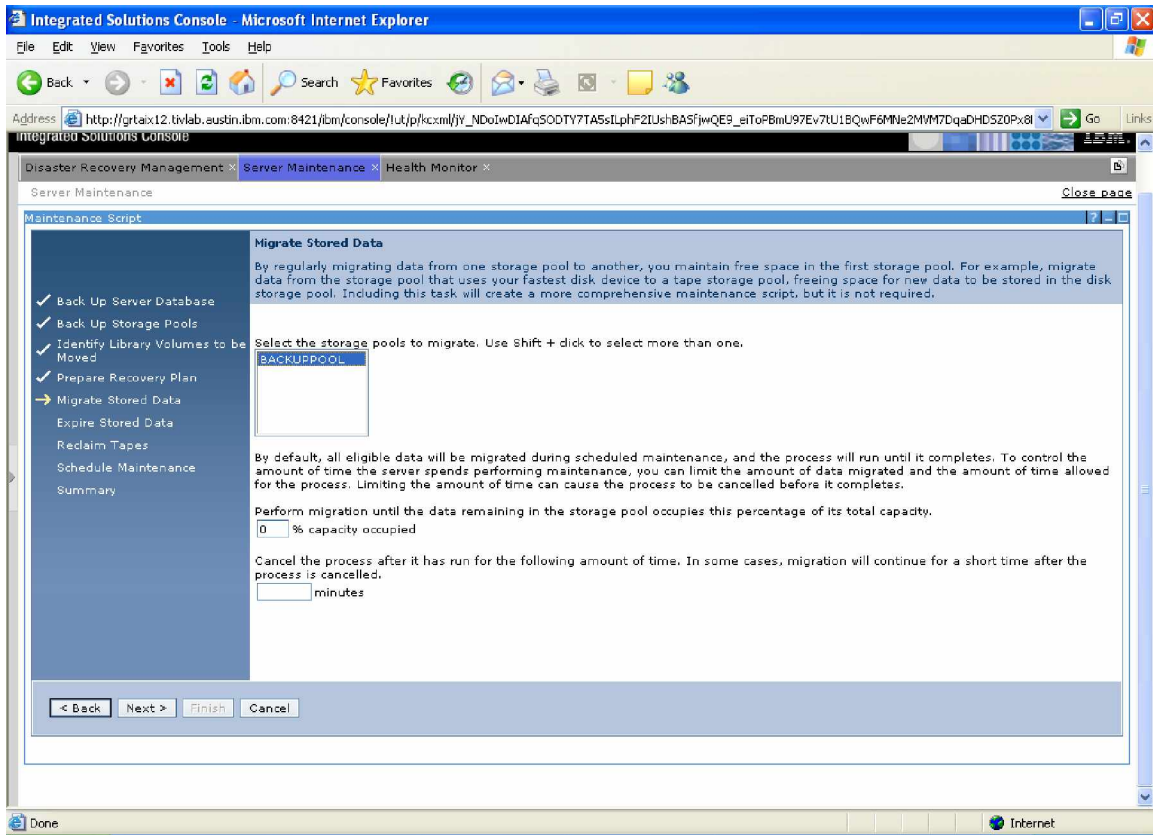 Integrated Solutions Console - Microsoft Internet Explorer
File Edit View Favorites Tools Help
Back Search Favorites
Address http://grtaix12.tivlab.austin.ibm.com:8421/ibm/console/!ut/p/kcxml/ Go Links
Integrated Solutions Console IBM.
Disaster Recovery Management × Server Maintenance × Health Monitor ×
Server Maintenance Close page
Maintenance Script ? -
Migrate Stored Data
By regularly migrating data from one storage pool to another, you maintain free space in the first storage pool. For example, migrate
data from the storage pool that uses your fastest disk device to a tape storage pool, freeing space for new data to be stored in the disk
storage pool. Including this task will create a more comprehensive maintenance script, but it is not required.
Back Up Server Database
Back Up Storage Pools
Identify Library Volumes to be
Moved
Prepare Recovery Plan
Migrate Stored Data
Expire Stored Data
Reclaim Tapes
Schedule Maintenance
Summary
Select the storage pools to migrate. Use Shift + click to select more than one.
BACKUPPOOL
By default, all eligible data will be migrated during scheduled maintenance, and the process will run until it completes. To control the
amount of time the server spends performing maintenance, you can limit the amount of data migrated and the amount of time allowed
for the process. Limiting the amount of time can cause the process to be cancelled before it completes.
Perform migration until the data remaining in the storage pool occupies this percentage of its total capacity.
0 % capacity occupied
Cancel the process after it has run for the following amount of time. In some cases, migration will continue for a short time after the
process is cancelled.
minutes
< Back Next > Finish Cancel
Done Internet